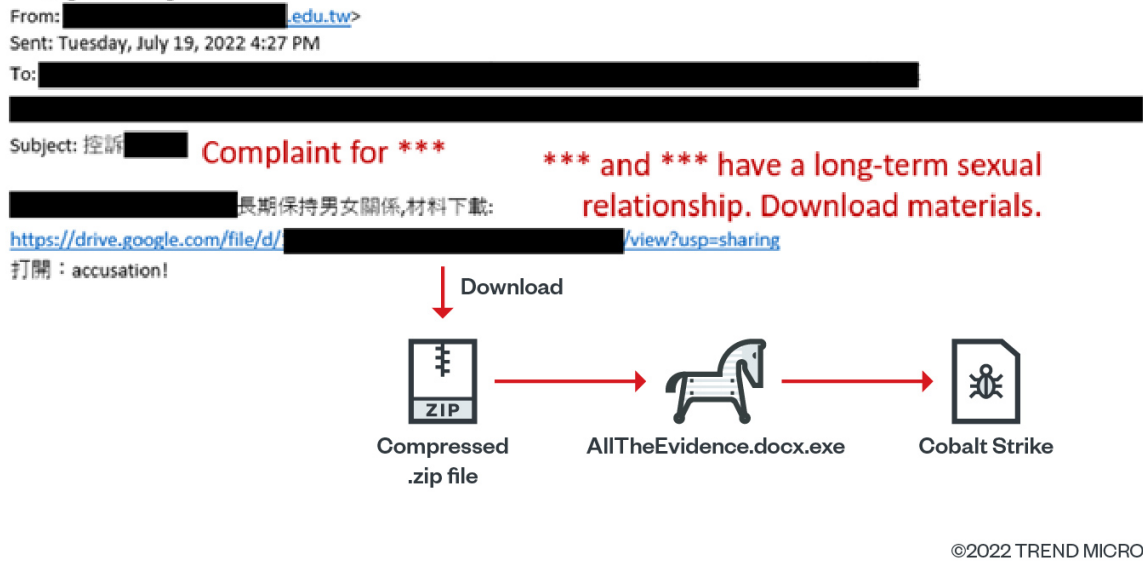 From: .edu.tw>
Sent: Tuesday, July 19, 2022 4:27 PM
To:
Subject: 控訴
Complaint for ***
*** and *** have a long-term sexual
relationship. Download materials.
長期保持男女關係,材料下載:
https://drive.google.com/file/d/ /view?usp=sharing
打開：accusation!
Download
ZIP
Compressed
.zip file
AllTheEvidence.docx.exe
Cobalt Strike
©2022 TREND MICRO